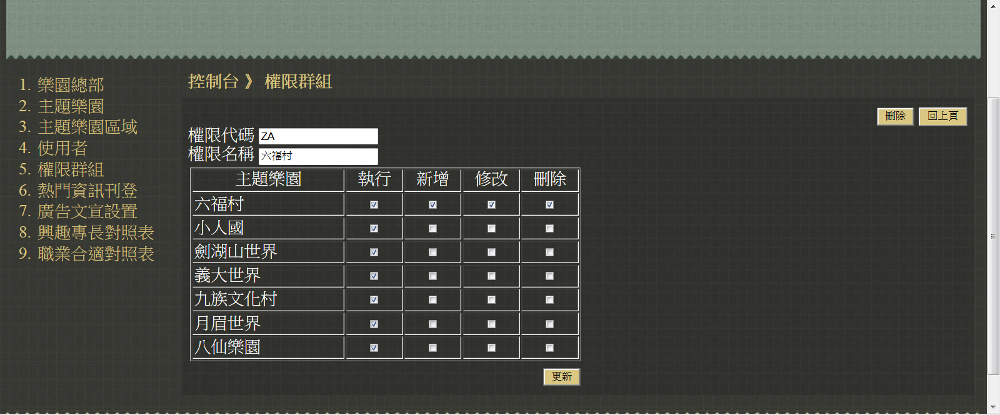 1. 樂園總部
2. 主題樂園
3. 主題樂園區域
4. 使用者
5. 權限群組
6. 熱門資訊刊登
7. 廣告文宣設置
8. 興趣專長對照表
9. 職業合適對照表
控制台 》 權限群組
刪除 回上頁
權限代碼 ZA
權限名稱 六福村
主題樂園 執行 新增 修改 刪除
六福村
小人國
劍湖山世界
義大世界
九族文化村
月眉世界
八仙樂園
更新